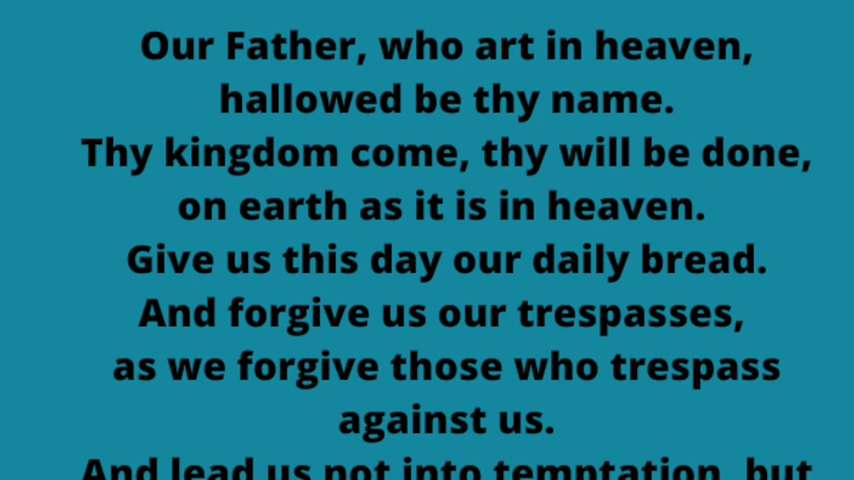 Our Father, who art in heaven,
hallowed be thy name.
Thy kingdom come, thy will be done,
on earth as it is in heaven.
Give us this day our daily bread.
And forgive us our trespasses,
as we forgive those who trespass
against us.
And lead us not into temptation, but